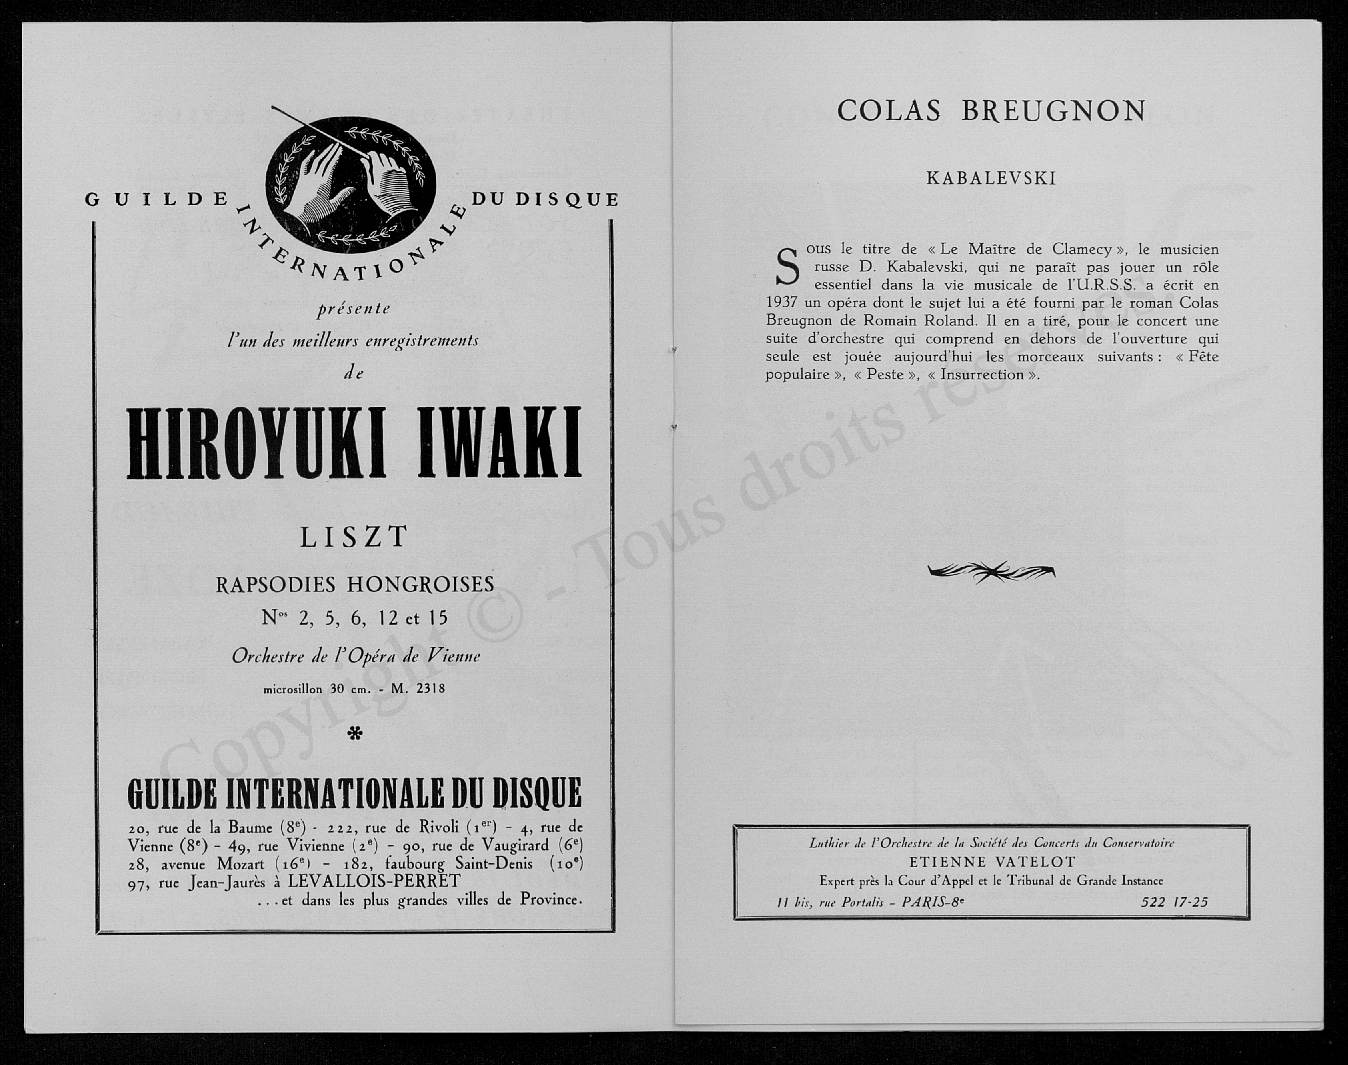 GUILDE INTERNATIONALE DU DISQUE
présente
l'un des meilleurs enregistrements
de
HIROYUKI IWAKI
LISZT
RAPSODIES HONGROISES
Nos 2, 5, 6, 12 et 15
Orchestre de l'Opéra de Vienne
microsillon 30 cm. - M. 2318
GUILDE INTERNATIONALE DU DISQUE
20, rue de la Baume (8e) - 222, rue de Rivoli (1er) - 4, rue de
Vienne (8e) - 49, rue Vivienne (2e) - 90, rue de Vaugirard (6e)
28, avenue Mozart (16e) - 182, faubourg Saint-Denis (10e)
97, rue Jean-Jaurès à LEVALLOIS-PERRET
...et dans les plus grandes villes de Province.
COLAS BREUGNON
KABALEVSKI
Sous le titre de « Le Maître de Clamecy », le musicien
russe D. Kabalevski, qui ne paraît pas jouer un rôle
essentiel dans la vie musicale de l'U.R.S.S. a écrit en
1937 un opéra dont le sujet lui a été fourni par le roman Colas
Breugnon de Romain Roland. Il en a tiré, pour le concert une
suite d'orchestre qui comprend en dehors de l'ouverture qui
seule est jouée aujourd'hui les morceaux suivants : « Fête
populaire », « Peste », « Insurrection ».
Luthier de l'Orchestre de la Société des Concerts du Conservatoire
ETIENNE VATELOT
Expert près la Cour d'Appel et le Tribunal de Grande Instance
11 bis, rue Portalis - PARIS-8e 522 17-25
Copyright © - Tous droits réservés